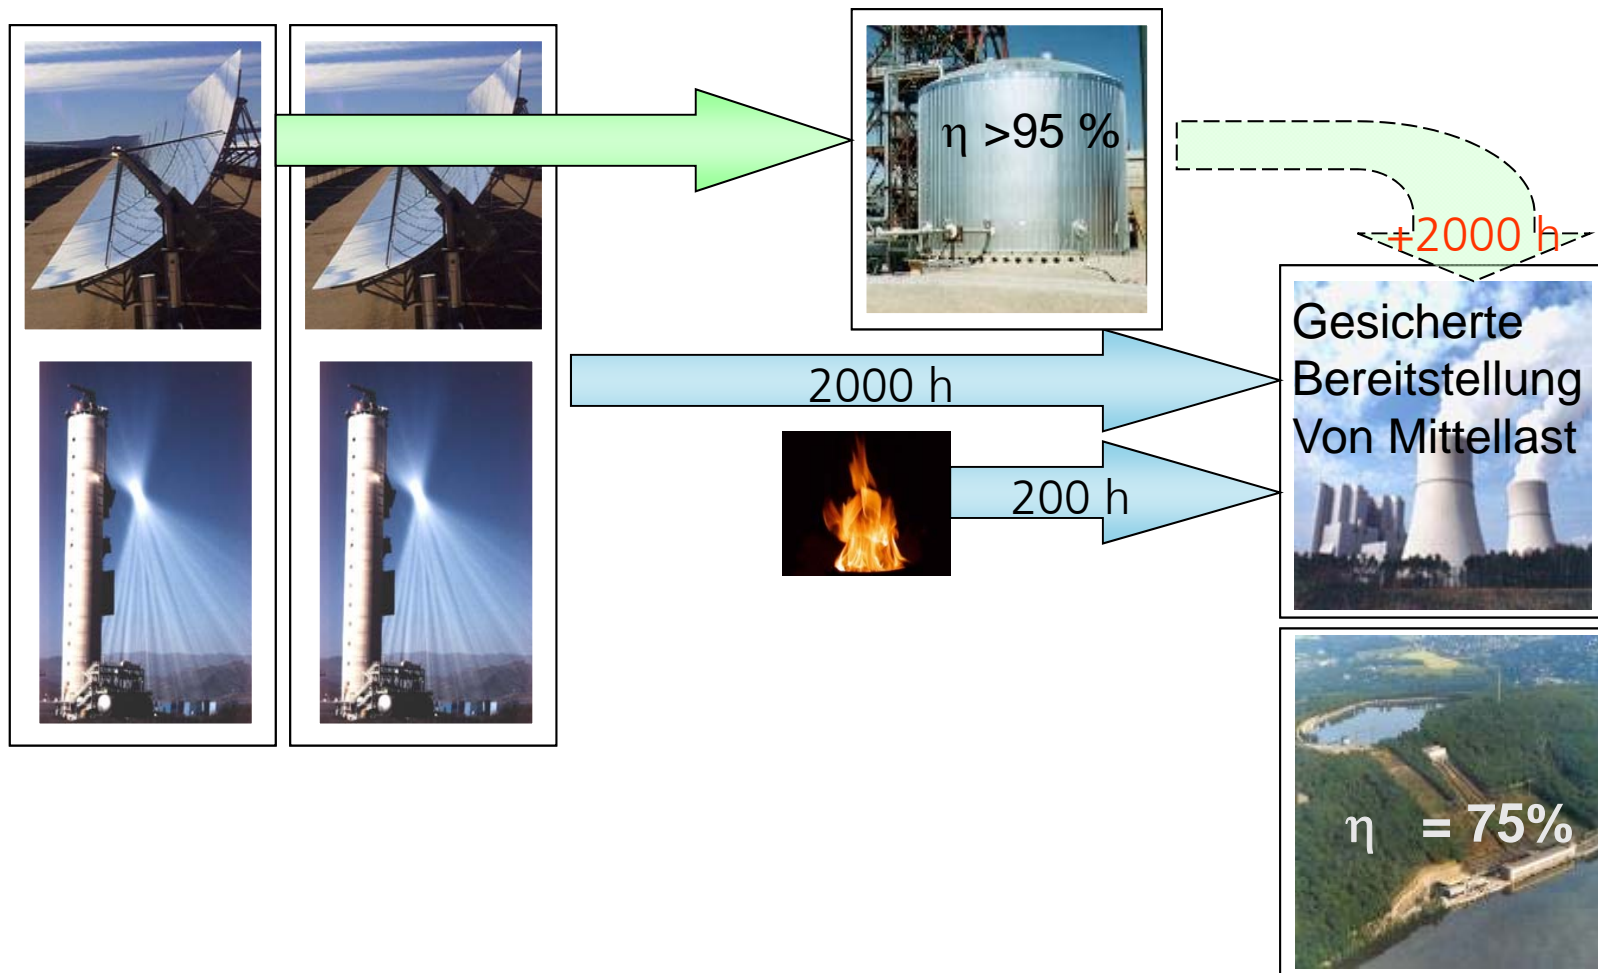 η >95 %
+2000 h
Gesicherte
Bereitstellung
Von Mittellast
2000 h
200 h
η = 75%